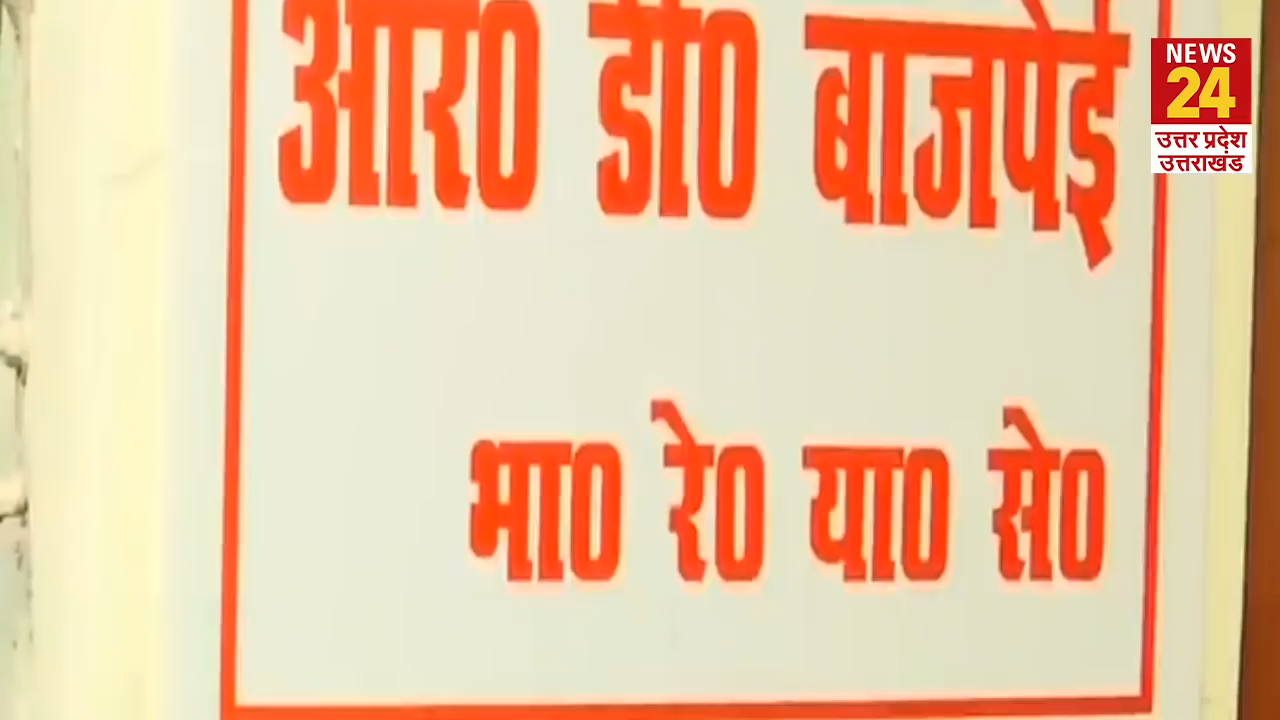 आर० डी० बाजपेई
भा० रे० या० से०
NEWS
24
उत्तर प्रदेश
उत्तराखंड